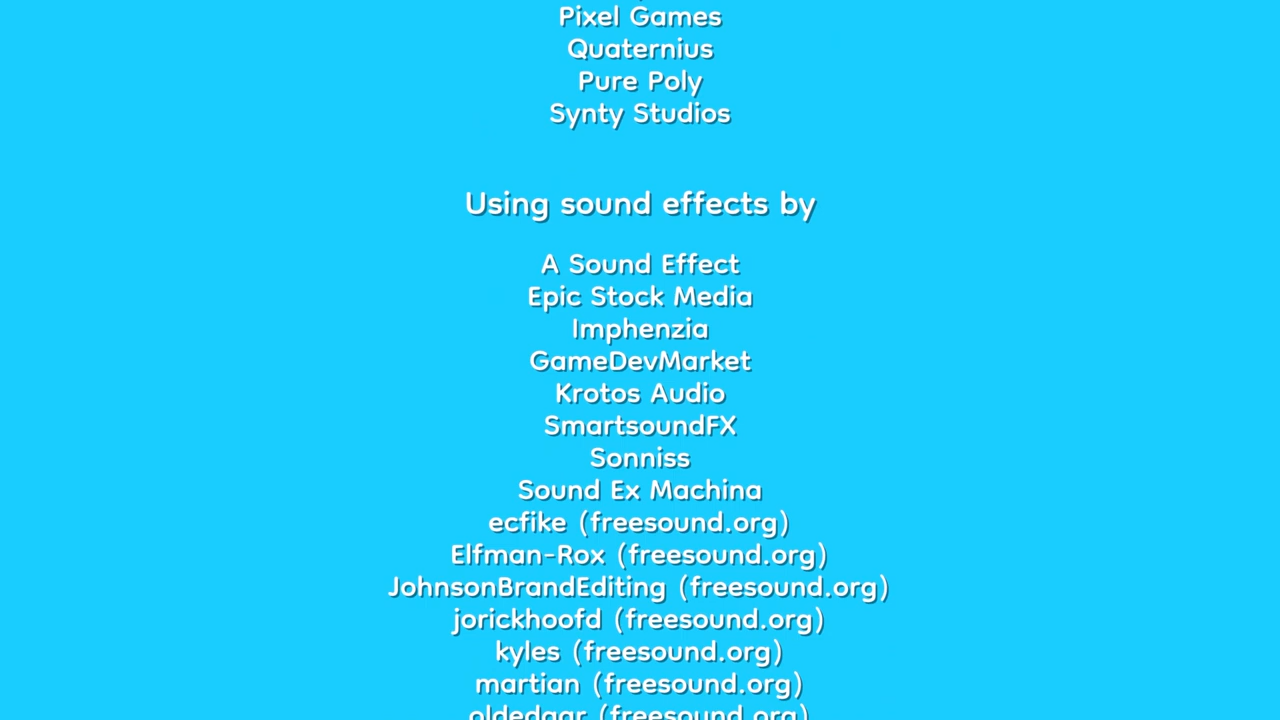 Pixel Games
Quaternius
Pure Poly
Synty Studios
Using sound effects by
A Sound Effect
Epic Stock Media
Imphenzia
GameDevMarket
Krotos Audio
SmartsoundFX
Sonniss
Sound Ex Machina
ecfike (freesound.org)
Elfman-Rox (freesound.org)
JohnsonBrandEditing (freesound.org)
jorickhoofd (freesound.org)
kyles (freesound.org)
martian (freesound.org)
(freesound.org)